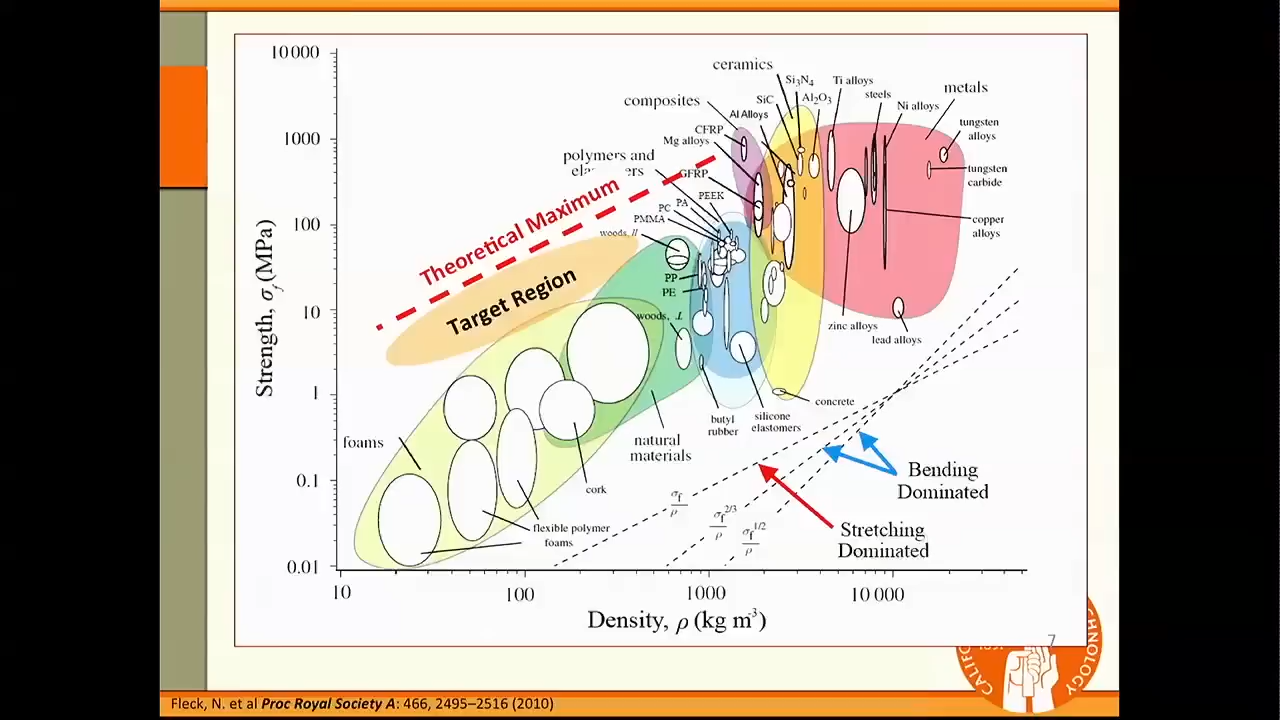 10 000
1000
100
10
1
0.1
0.01
Strength, σf (MPa)
ceramics
Si3N4
Ti alloys
metals
SiC
Al2O3
steels
composites
Al Alloys
Ni alloys
CFRP
tungsten
alloys
Mg alloys
polymers and
GFRP
tungsten
carbide
Theoretical Maximum
PEEK
PA
PC
PMMA
copper
alloys
woods, //
Target Region
PP
PE
woods, ⊥
zinc alloys
lead alloys
concrete
butyl
rubber
silicone
elastomers
foams
natural
materials
cork
flexible polymer
foams
σf
ρ
σf2/3
ρ
σf1/2
ρ
Bending
Dominated
Stretching
Dominated
10
100
1000
10 000
Density, ρ (kg m-3)
7
CALIF
CHNOLOGY
Fleck, N. et al Proc Royal Society A: 466, 2495–2516 (2010)